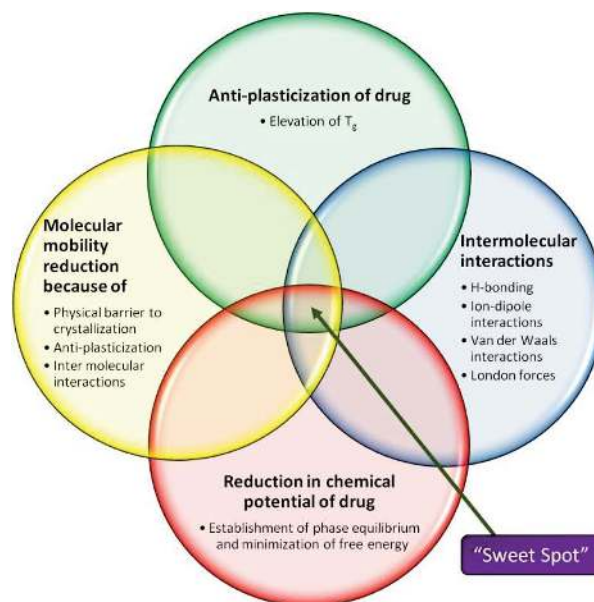 Anti-plasticization of drug
• Elevation of Tg
Molecular
mobility
reduction
because of
• Physical barrier to
crystallization
• Anti-plasticization
• Inter molecular
interactions
Intermolecular
interactions
• H-bonding
• Ion-dipole
interactions
• Van der Waals
interactions
• London forces
Reduction in chemical
potential of drug
• Establishment of phase equilibrium
and minimization of free energy
“Sweet Spot”